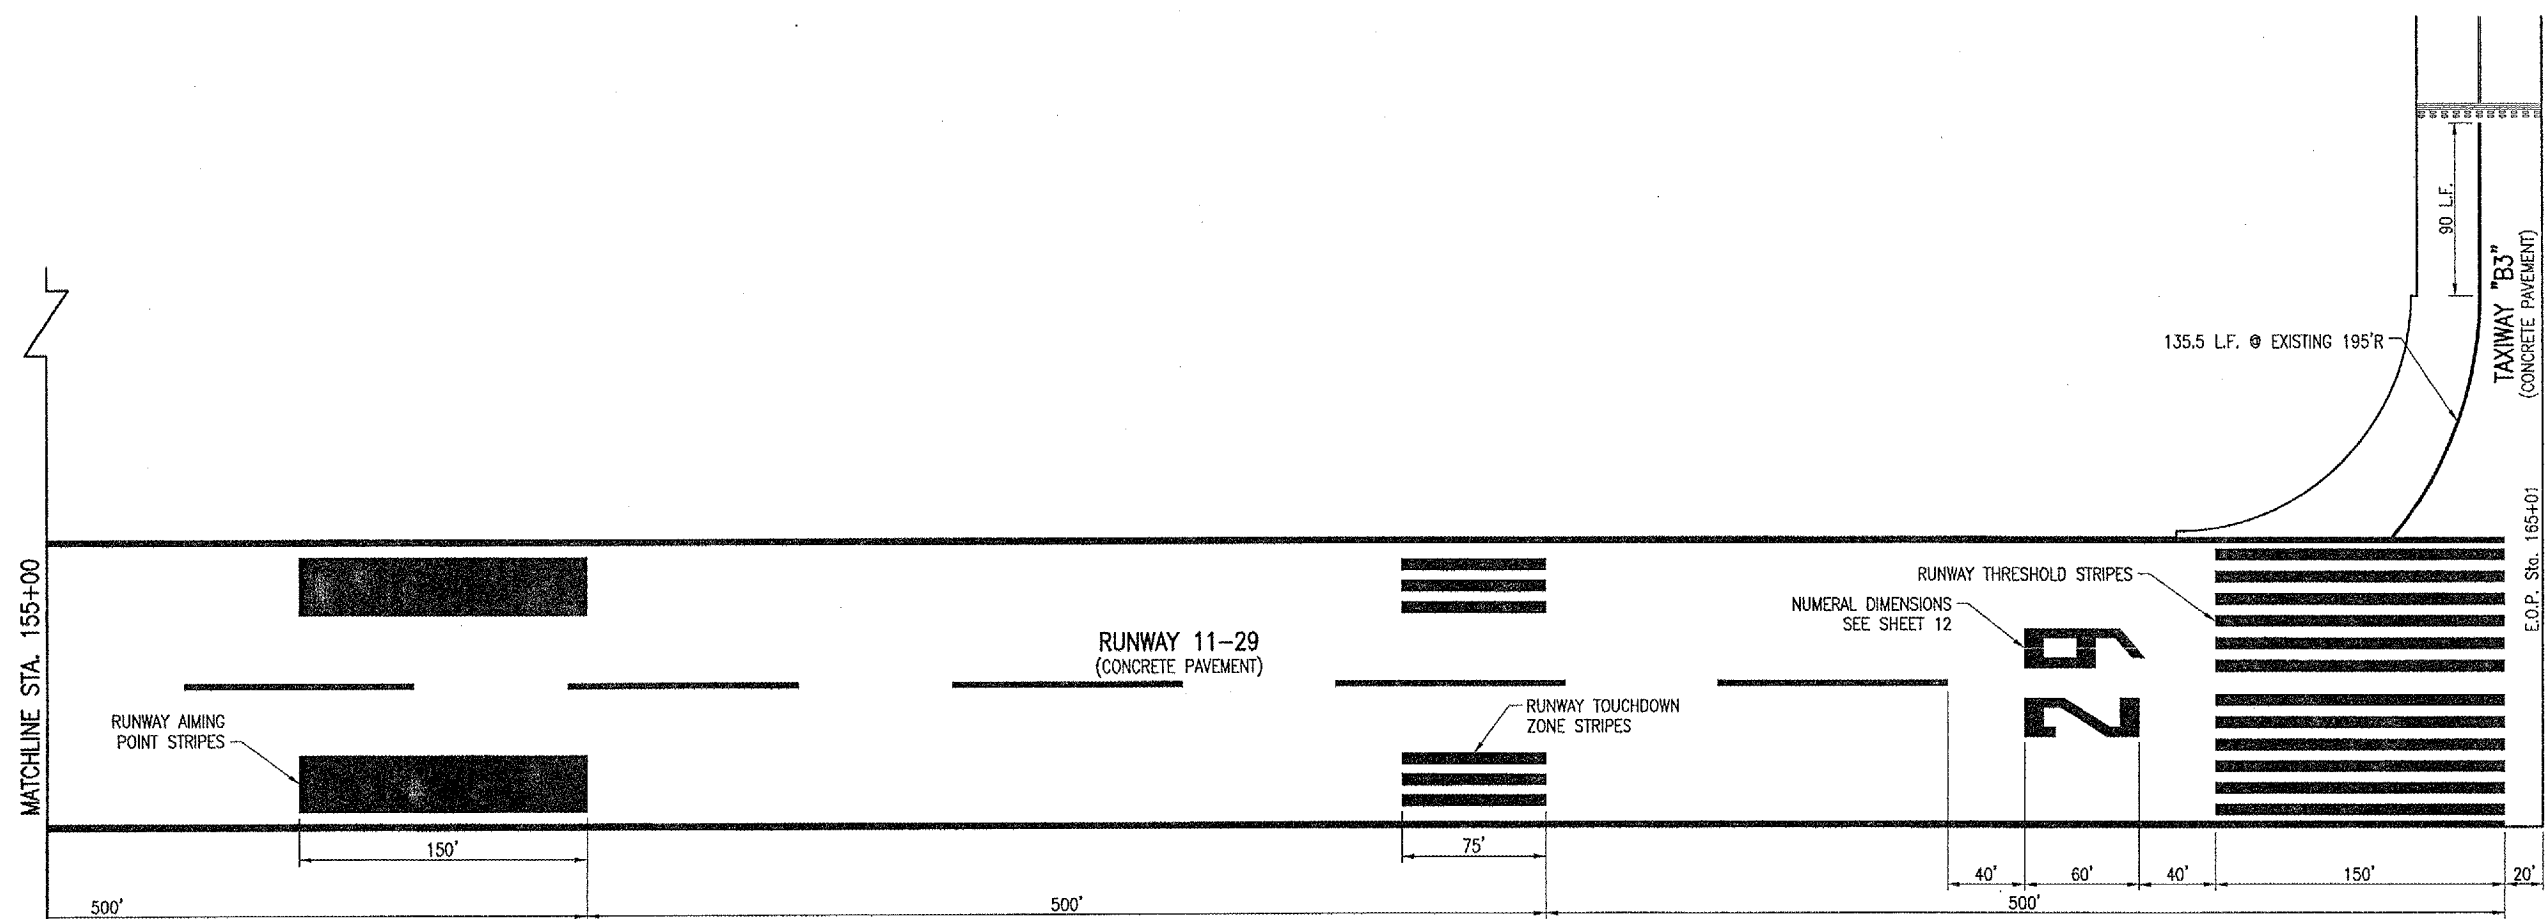 90 L.F.
TAXIWAY "B3"
(CONCRETE PAVEMENT)
135.5 L.F. @ EXISTING 195'R
E.O.P. Sta. 165+01
MATCHLINE STA. 155+00
RUNWAY THRESHOLD STRIPES
NUMERAL DIMENSIONS
SEE SHEET 12
RUNWAY 11-29
(CONCRETE PAVEMENT)
29
RUNWAY AIMING
POINT STRIPES
RUNWAY TOUCHDOWN
ZONE STRIPES
150'
75'
40'
60'
40'
150'
20'
500'
500'
500'